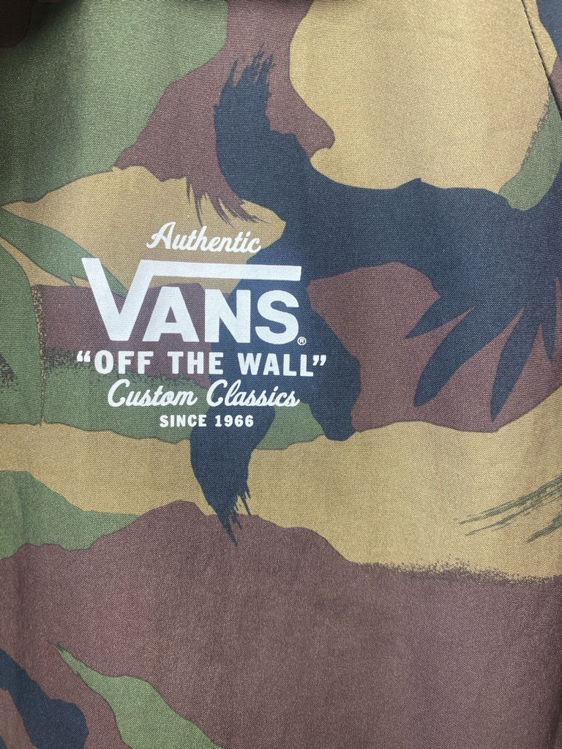 Authentic
VANS®
“OFF THE WALL”
Custom Classics
SINCE 1966